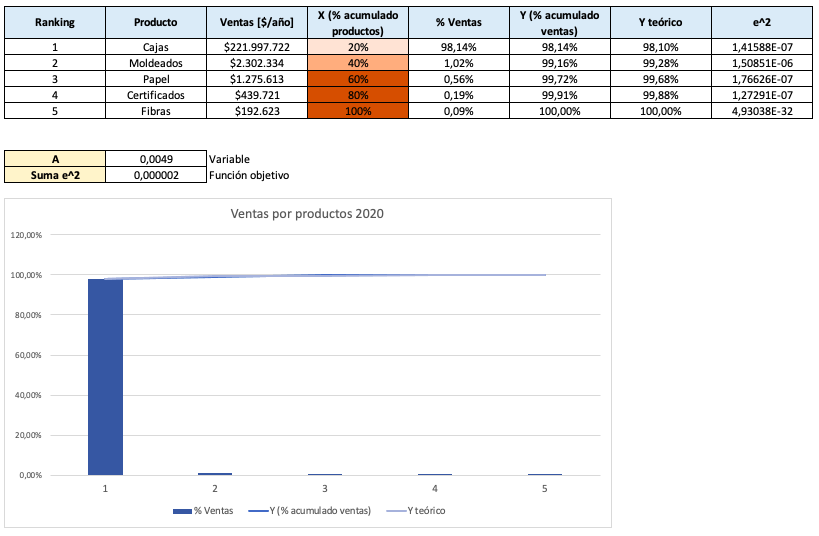 Ranking Producto Ventas [$/año] X (% acumulado productos) % Ventas Y (% acumulado ventas) Y teórico e^2
1 Cajas $221.997.722 20% 98,14% 98,14% 98,10% 1,41588E-07
2 Moldeados $2.302.334 40% 1,02% 99,16% 99,28% 1,50851E-06
3 Papel $1.275.613 60% 0,56% 99,72% 99,68% 1,76626E-07
4 Certificados $439.721 80% 0,19% 99,91% 99,88% 1,27291E-07
5 Fibras $192.623 100% 0,09% 100,00% 100,00% 4,93038E-32
A 0,0049 Variable
Suma e^2 0,000002 Función objetivo
Ventas por productos 2020
120,00%
100,00%
80,00%
60,00%
40,00%
20,00%
0,00%
1 2 3 4 5
% Ventas Y (% acumulado ventas) Y teórico